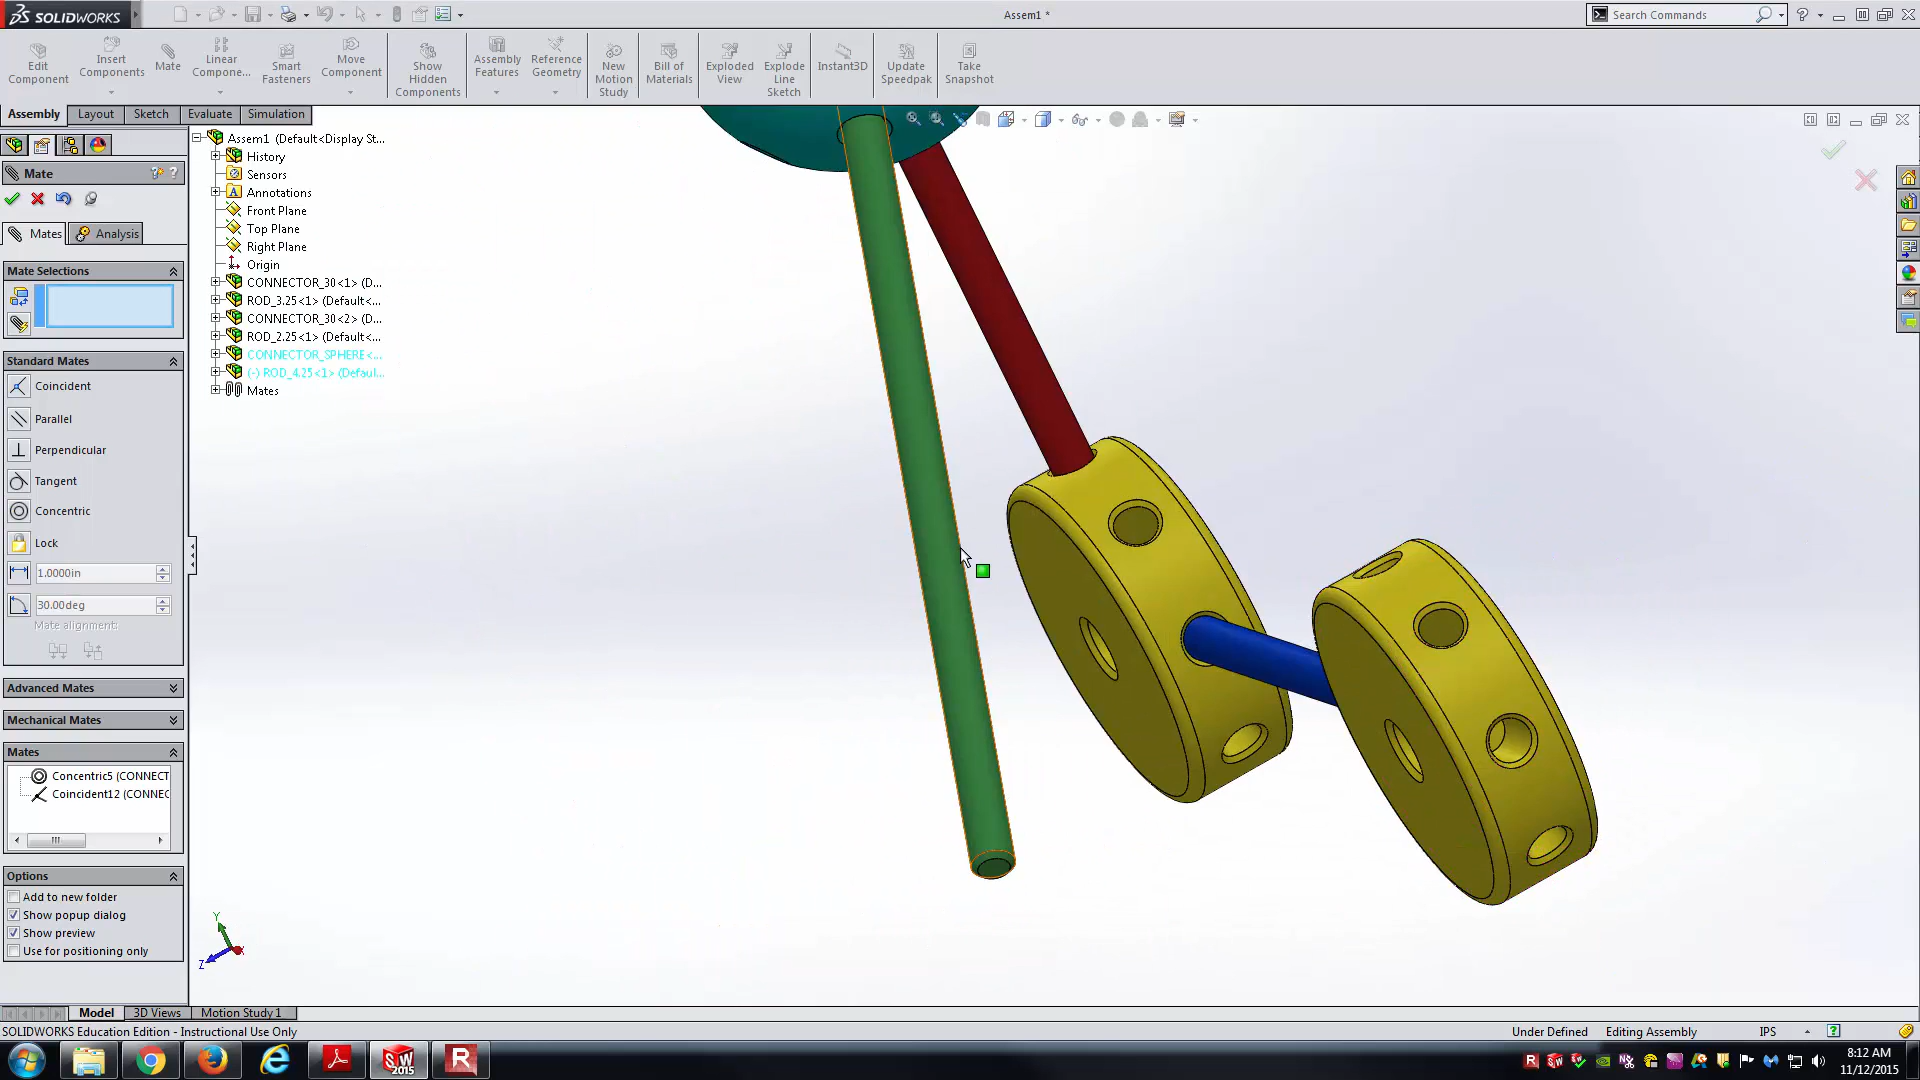 SOLIDWORKS
Assem1 *
Search Commands
Edit Component
Insert Components
Mate
Linear Compone...
Smart Fasteners
Move Component
Show Hidden Components
Assembly Features
Reference Geometry
New Motion Study
Bill of Materials
Exploded View
Explode Line Sketch
Instant3D
Update Speedpak
Take Snapshot
Assembly
Layout
Sketch
Evaluate
Simulation
Assem1 (Default<Display St...
History
Sensors
Annotations
Front Plane
Top Plane
Right Plane
Origin
CONNECTOR_30<1> (D...
ROD_3.25<1> (Default<...
CONNECTOR_30<2> (D...
ROD_2.25<1> (Default<...
CONNECTOR_SPHERE<...
(-) ROD_4.25<1> (Defaul...
Mates
Mate
Mates
Analysis
Mate Selections
Standard Mates
Coincident
Parallel
Perpendicular
Tangent
Concentric
Lock
1.0000in
30.00deg
Mate alignment:
Advanced Mates
Mechanical Mates
Mates
Concentric5 (CONNECT
Coincident12 (CONNEC
Options
Add to new folder
Show popup dialog
Show preview
Use for positioning only
Y
Z
Model
3D Views
Motion Study 1
SOLIDWORKS Education Edition - Instructional Use Only
Under Defined
Editing Assembly
IPS
8:12 AM
11/12/2015